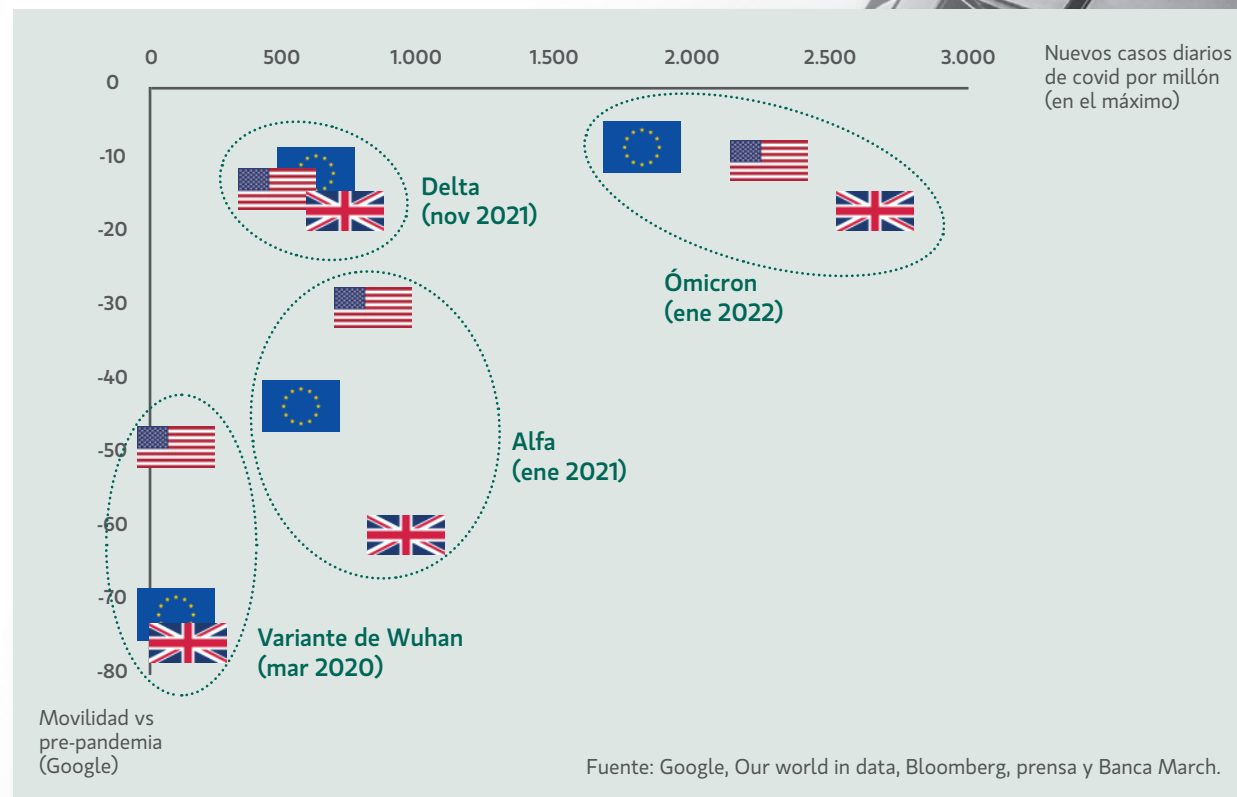 0 500 1.000 1.500 2.000 2.500 3.000
Nuevos casos diarios
de covid por millón
(en el máximo)
0
-10
-20
-30
-40
-50
-60
-70
-80
Delta
(nov 2021)
Ómicron
(ene 2022)
Alfa
(ene 2021)
Variante de Wuhan
(mar 2020)
Movilidad vs
pre-pandemia
(Google)
Fuente: Google, Our world in data, Bloomberg, prensa y Banca March.